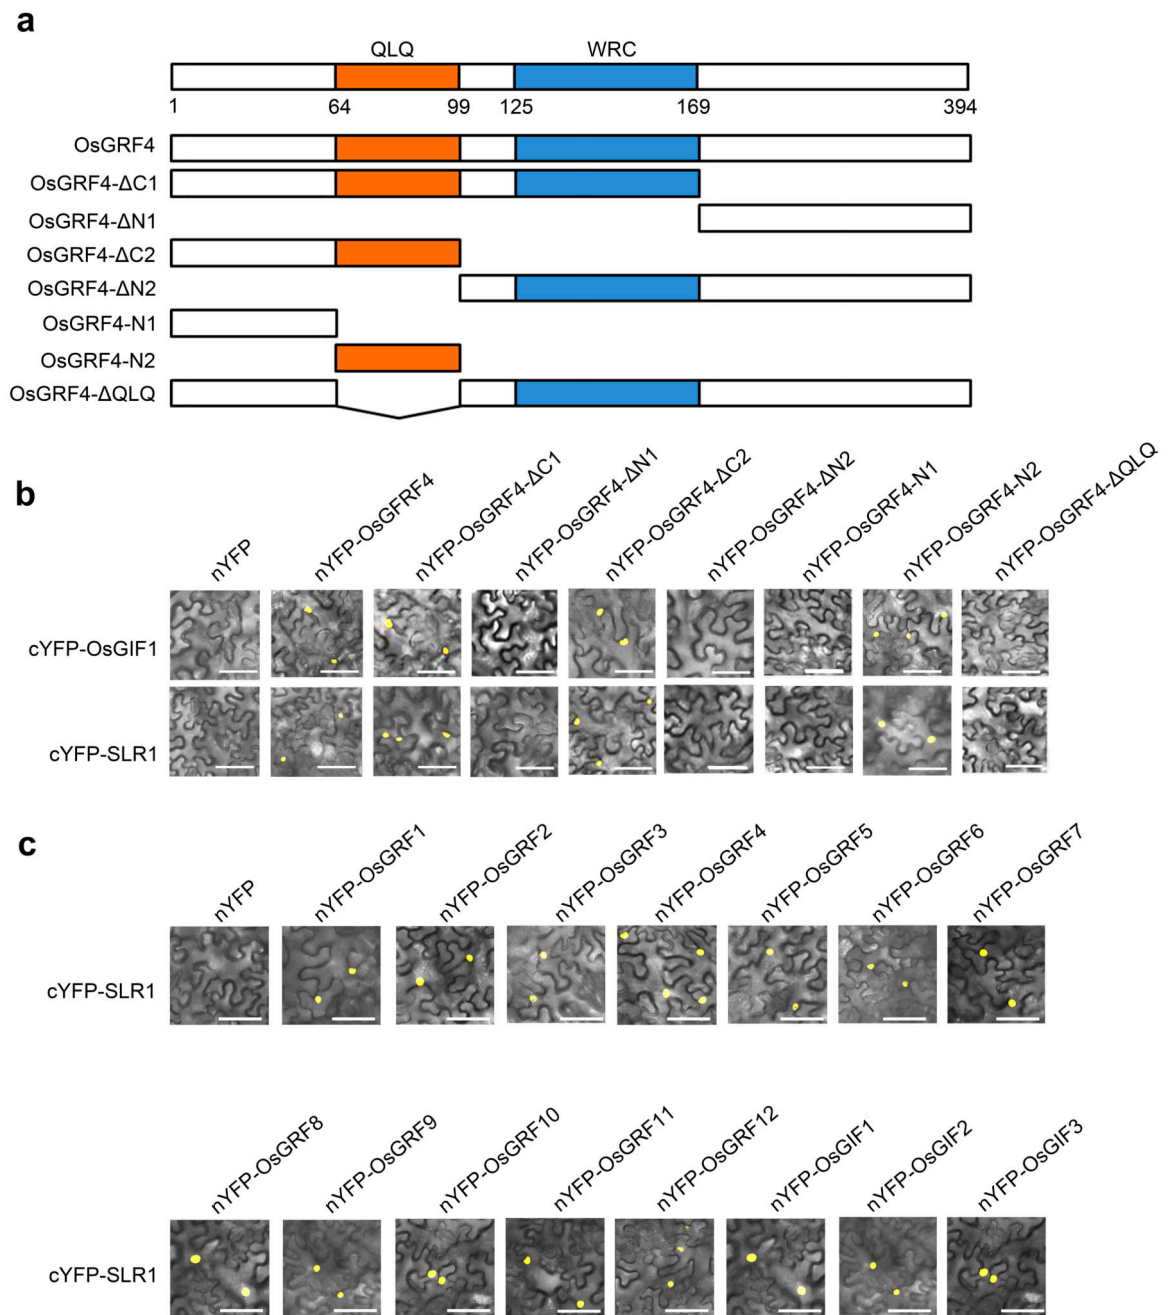 a
QLQ WRC
1 64 99 125 169 394
OsGRF4
OsGRF4-ΔC1
OsGRF4-ΔN1
OsGRF4-ΔC2
OsGRF4-ΔN2
OsGRF4-N1
OsGRF4-N2
OsGRF4-ΔQLQ
b
nYFP
nYFP-OsGFRF4
nYFP-OsGRF4-ΔC1
nYFP-OsGRF4-ΔN1
nYFP-OsGRF4-ΔC2
nYFP-OsGRF4-ΔN2
nYFP-OsGRF4-N1
nYFP-OsGRF4-N2
nYFP-OsGRF4-ΔQLQ
cYFP-OsGIF1
cYFP-SLR1
c
nYFP
nYFP-OsGRF1
nYFP-OsGRF2
nYFP-OsGRF3
nYFP-OsGRF4
nYFP-OsGRF5
nYFP-OsGRF6
nYFP-OsGRF7
cYFP-SLR1
nYFP-OsGRF8
nYFP-OsGRF9
nYFP-OsGRF10
nYFP-OsGRF11
nYFP-OsGRF12
nYFP-OsGIF1
nYFP-OsGIF2
nYFP-OsGIF3
cYFP-SLR1